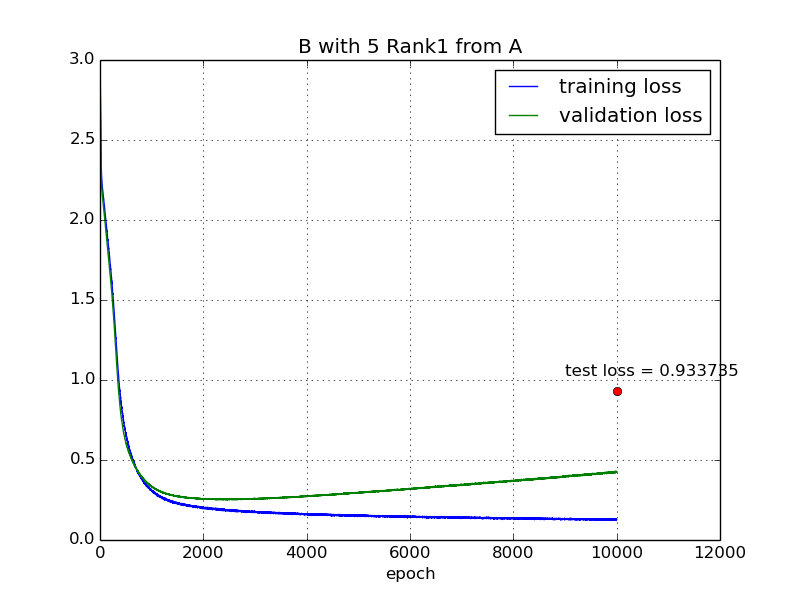 B with 5 Rank1 from A
training loss
validation loss
3.0
2.5
2.0
1.5
1.0
0.5
0.0
test loss = 0.933735
0 2000 4000 6000 8000 10000 12000
epoch